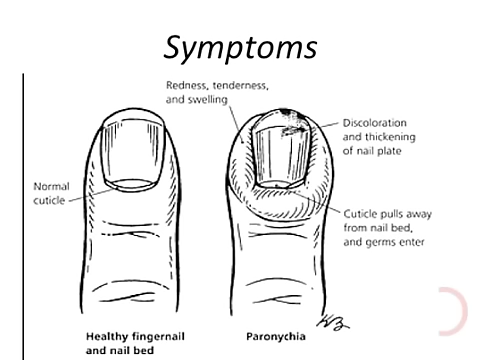 Symptoms
Redness, tenderness,
and swelling
Discoloration
and thickening
of nail plate
Normal
cuticle
Cuticle pulls away
from nail bed,
and germs enter
Healthy fingernail
and nail bed
Paronychia